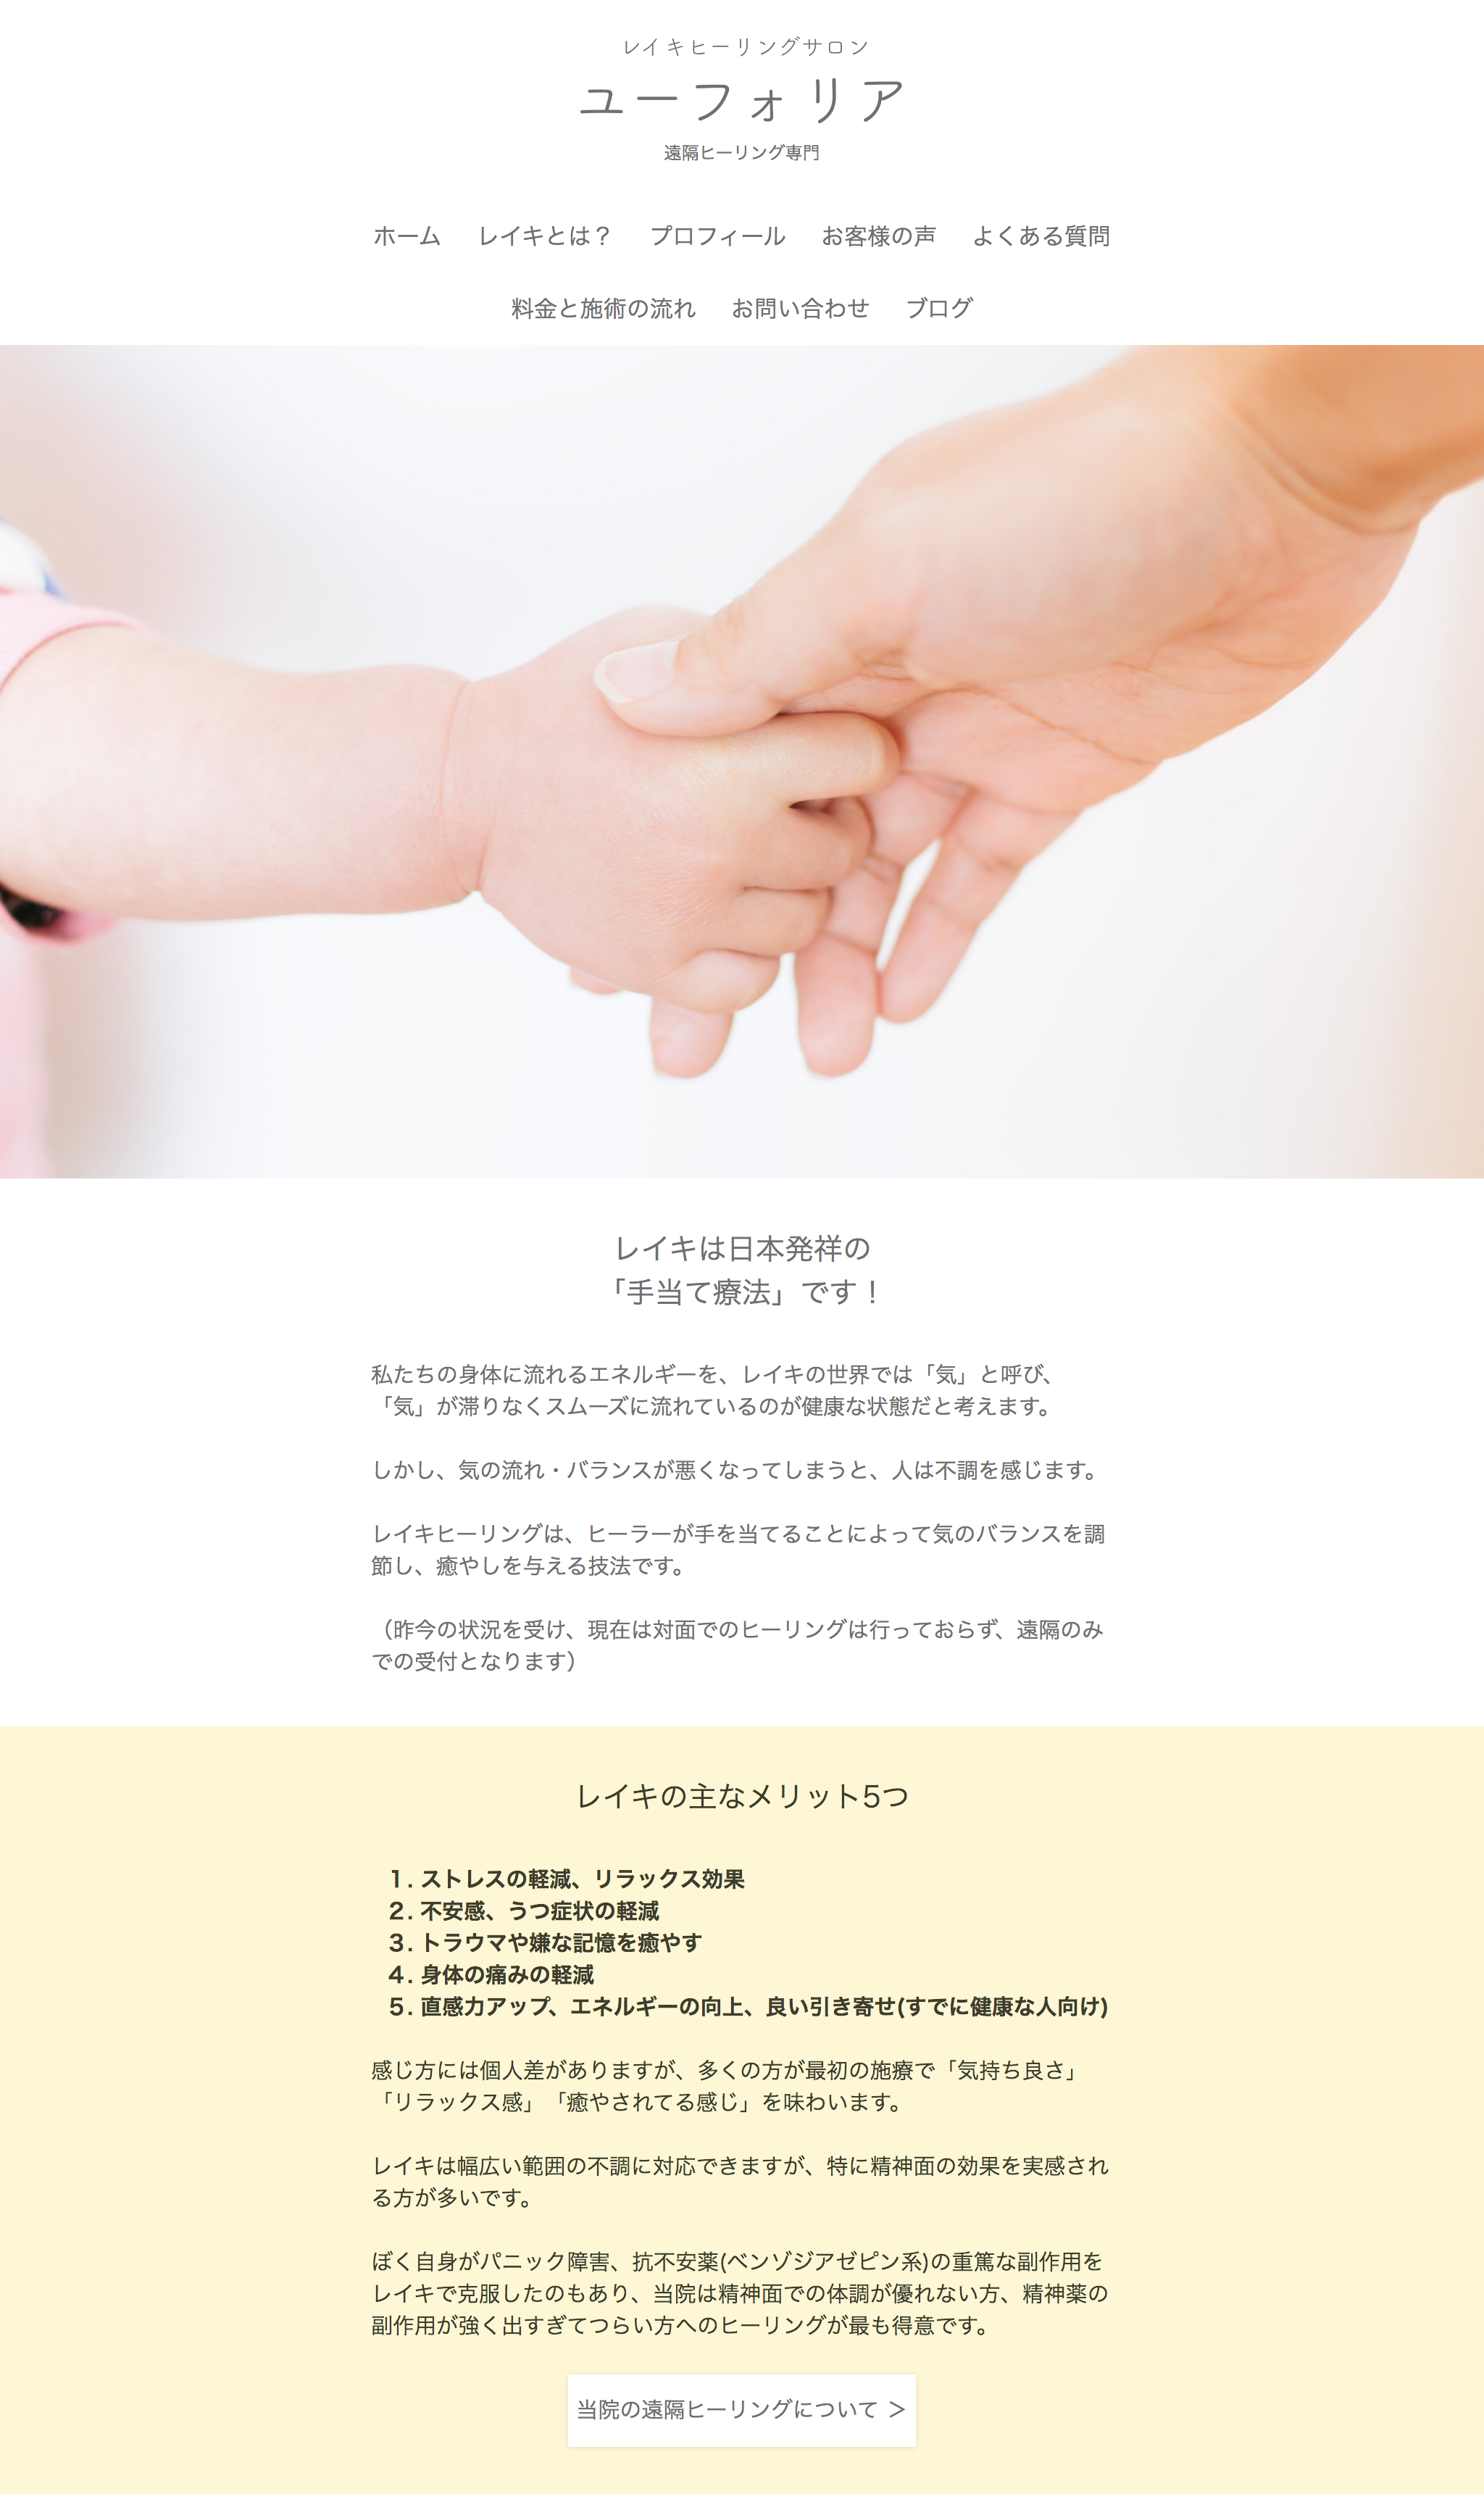 レイキヒーリングサロン
ユーフォリア
遠隔ヒーリング専門
ホーム レイキとは？ プロフィール お客様の声 よくある質問
料金と施術の流れ お問い合わせ ブログ
レイキは日本発祥の
「手当て療法」です！
私たちの身体に流れるエネルギーを、レイキの世界では「気」と呼び、
「気」が滞りなくスムーズに流れているのが健康な状態だと考えます。
しかし、気の流れ・バランスが悪くなってしまうと、人は不調を感じます。
レイキヒーリングは、ヒーラーが手を当てることによって気のバランスを調
節し、癒やしを与える技法です。
（昨今の状況を受け、現在は対面でのヒーリングは行っておらず、遠隔のみ
での受付となります）
レイキの主なメリット5つ
１. ストレスの軽減、リラックス効果
２. 不安感、うつ症状の軽減
３. トラウマや嫌な記憶を癒やす
４. 身体の痛みの軽減
５. 直感力アップ、エネルギーの向上、良い引き寄せ(すでに健康な人向け)
感じ方には個人差がありますが、多くの方が最初の施療で「気持ち良さ」
「リラックス感」「癒やされてる感じ」を味わいます。
レイキは幅広い範囲の不調に対応できますが、特に精神面の効果を実感され
る方が多いです。
ぼく自身がパニック障害、抗不安薬(ベンゾジアゼピン系)の重篤な副作用を
レイキで克服したのもあり、当院は精神面での体調が優れない方、精神薬の
副作用が強く出すぎてつらい方へのヒーリングが最も得意です。
当院の遠隔ヒーリングについて ＞